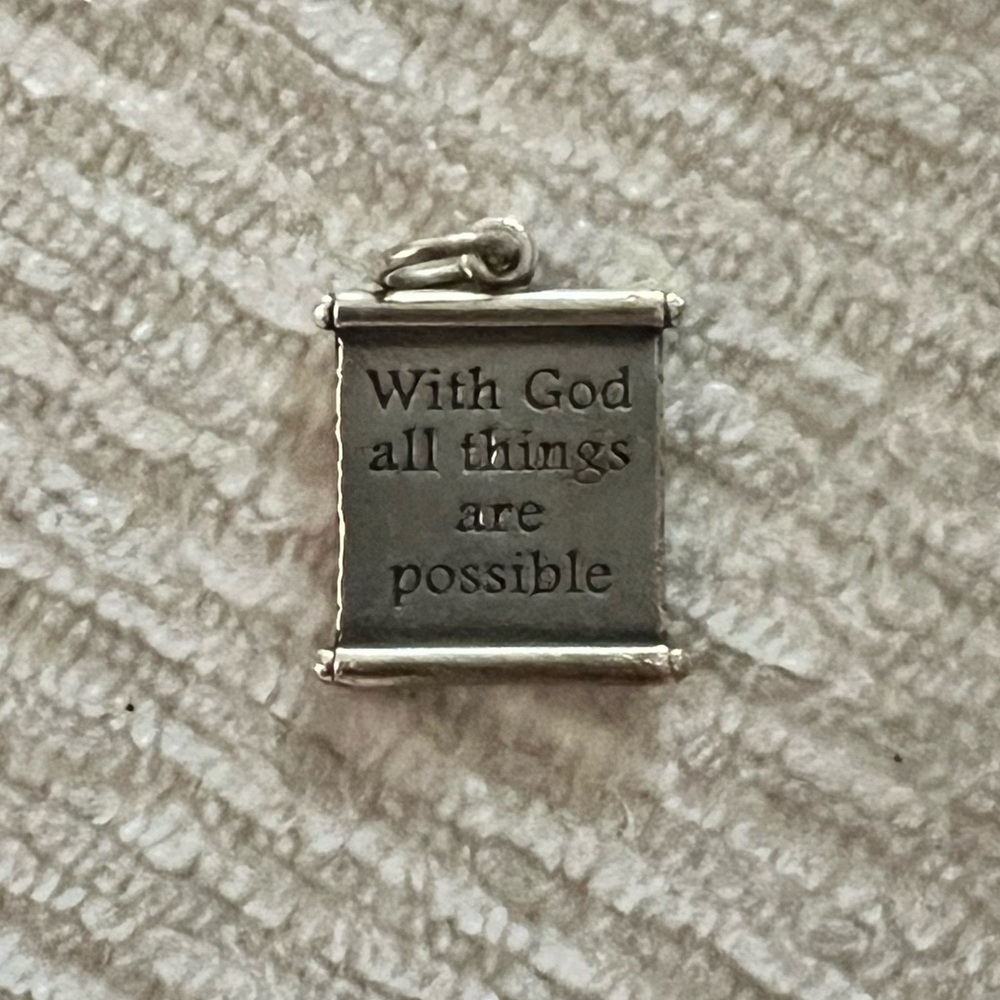 With God
all things
are
possible